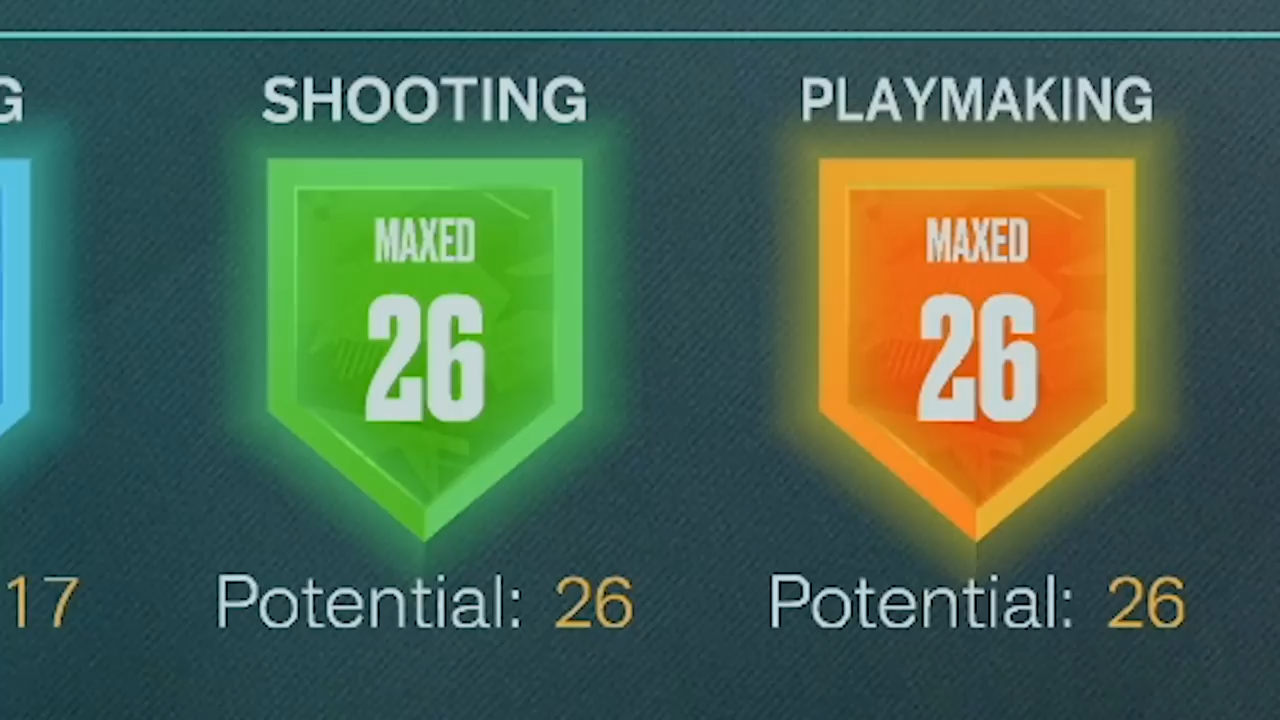 G SHOOTING PLAYMAKING
MAXED MAXED
26 26
17 Potential: 26 Potential: 26